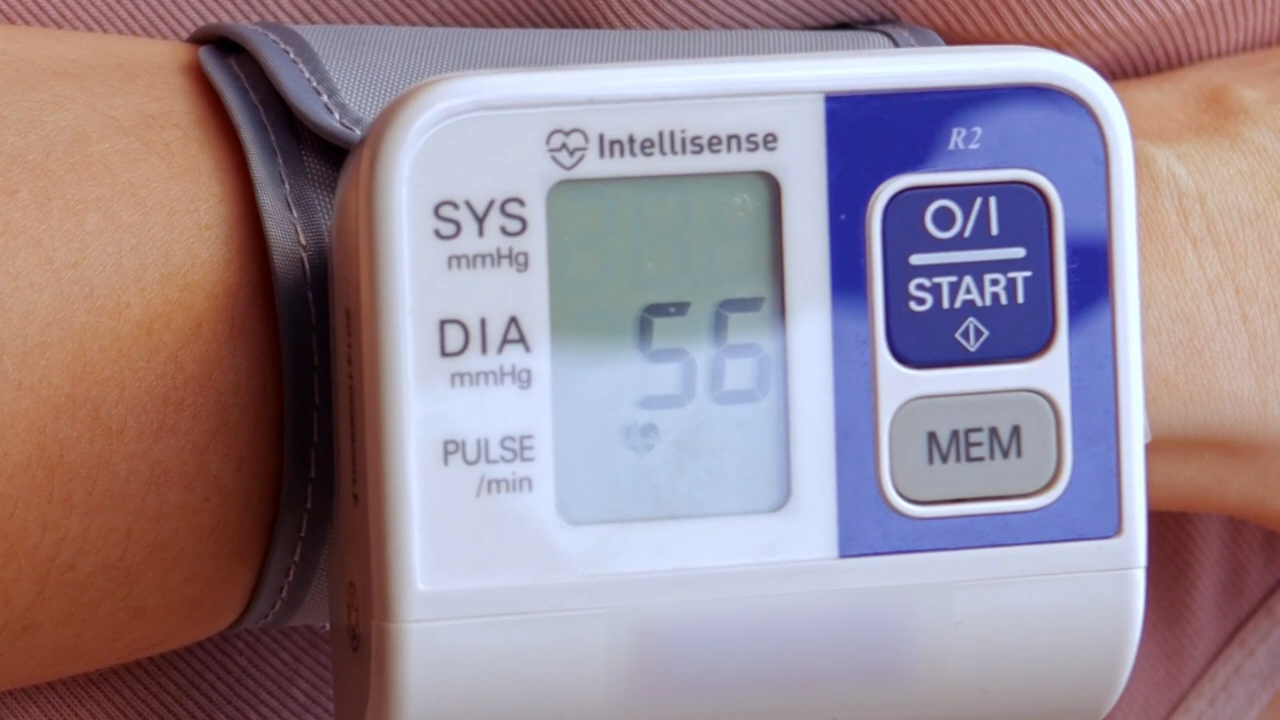 Intellisense
R2
SYS
mmHg
O/I
START
DIA
mmHg
56
PULSE
/min
MEM